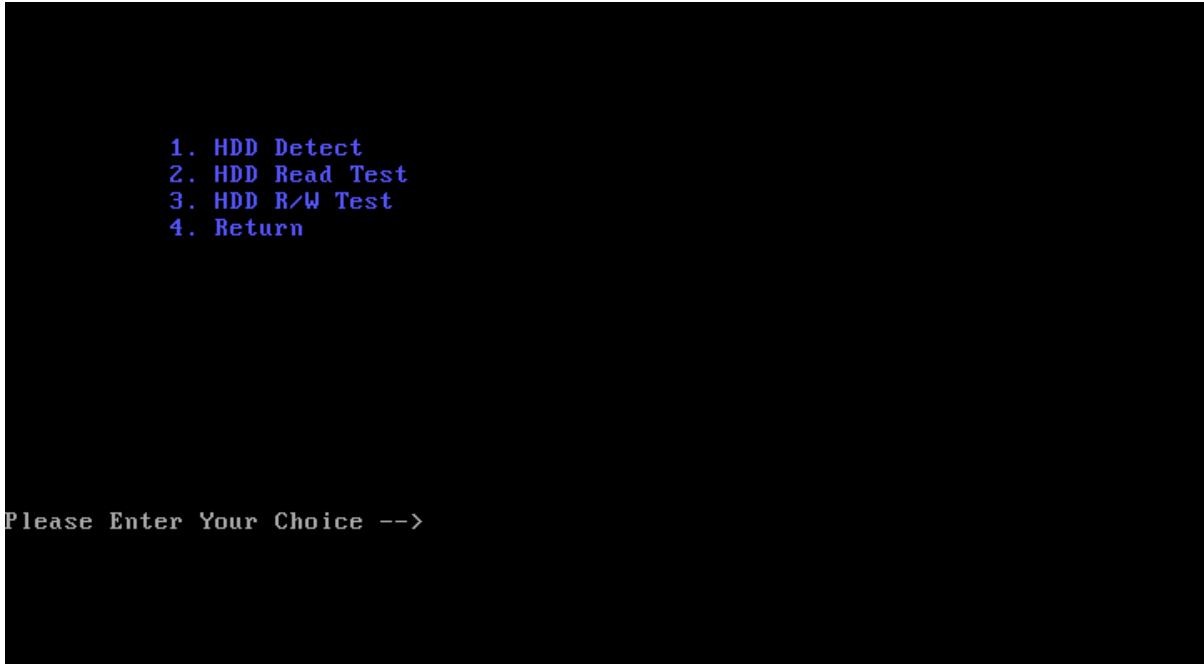 1. HDD Detect
2. HDD Read Test
3. HDD R/W Test
4. Return
Please Enter Your Choice -->